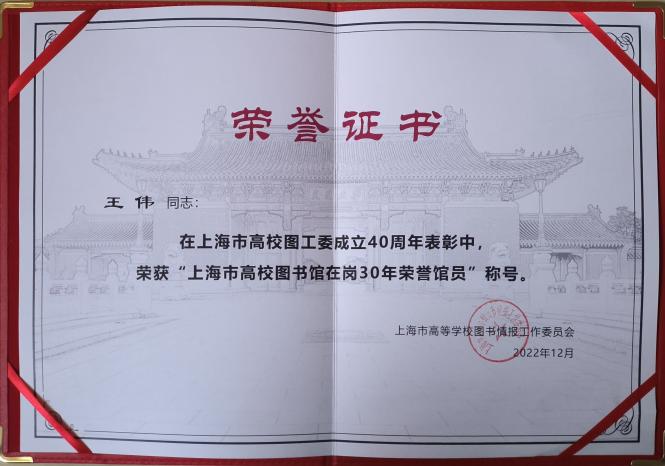 荣誉证书
王伟 同志：
在上海市高校图工委成立40周年表彰中，
荣获“上海市高校图书馆在岗30年荣誉馆员”称号。
上海市高等学校图书情报工作委员会
2022年12月